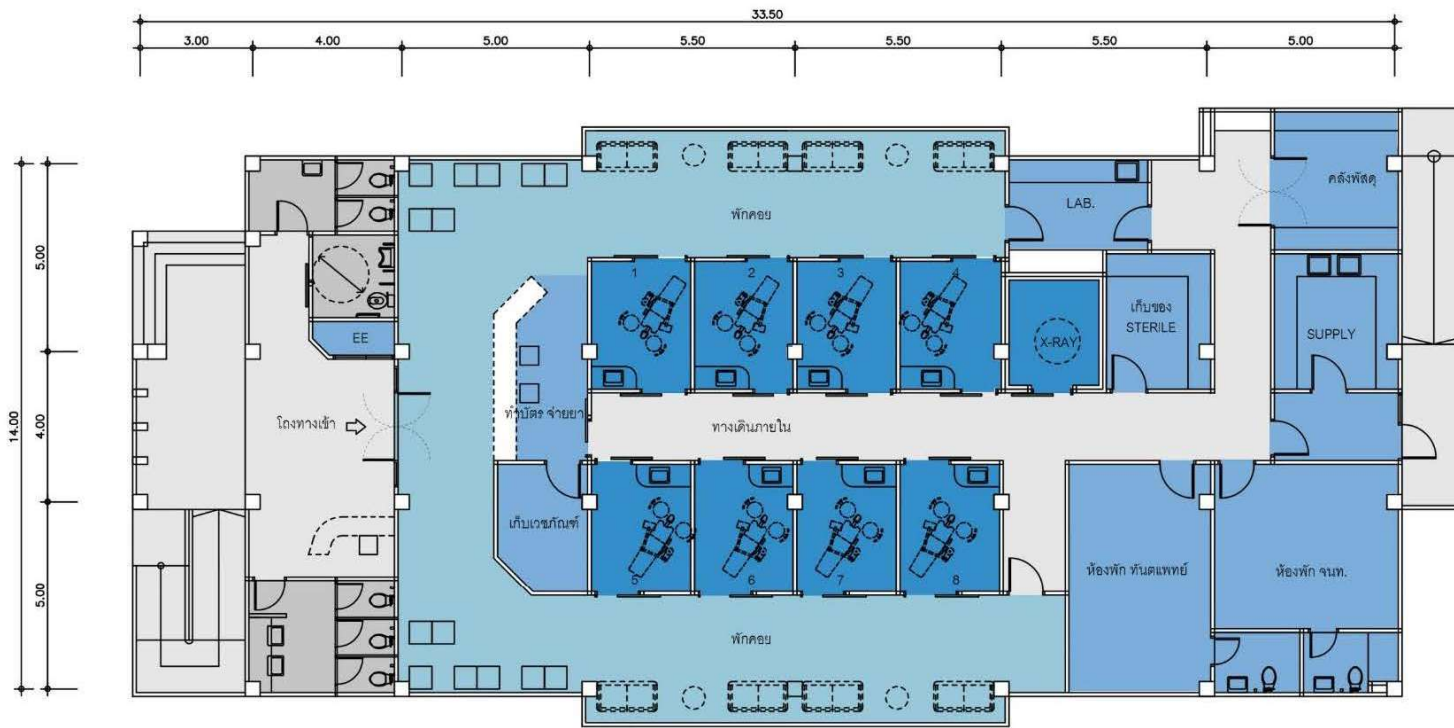 33.50
3.00 4.00 5.00 5.50 5.50 5.50 5.00
14.00
5.00
4.00
5.00
พักคอย
LAB.
คลังพัสดุ
1 2 3 4
EE
X-RAY
เก็บของ
STERILE
SUPPLY
โถงทางเข้า
ทำบัตร จ่ายยา
ทางเดินภายใน
เก็บเวชภัณฑ์
5 6 7 8
ห้องพัก ทันตแพทย์
ห้องพัก จนท.
พักคอย